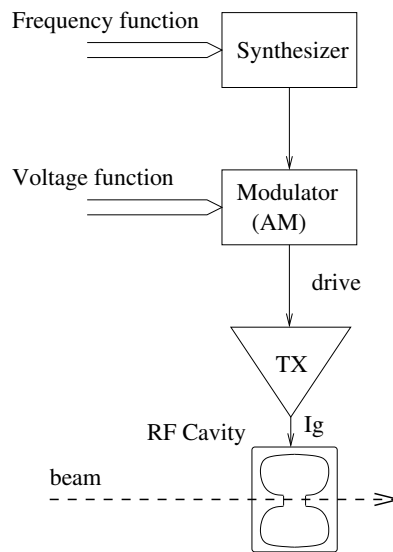 Frequency function
Synthesizer
Voltage function
Modulator
(AM)
drive
TX
Ig
RF Cavity
beam